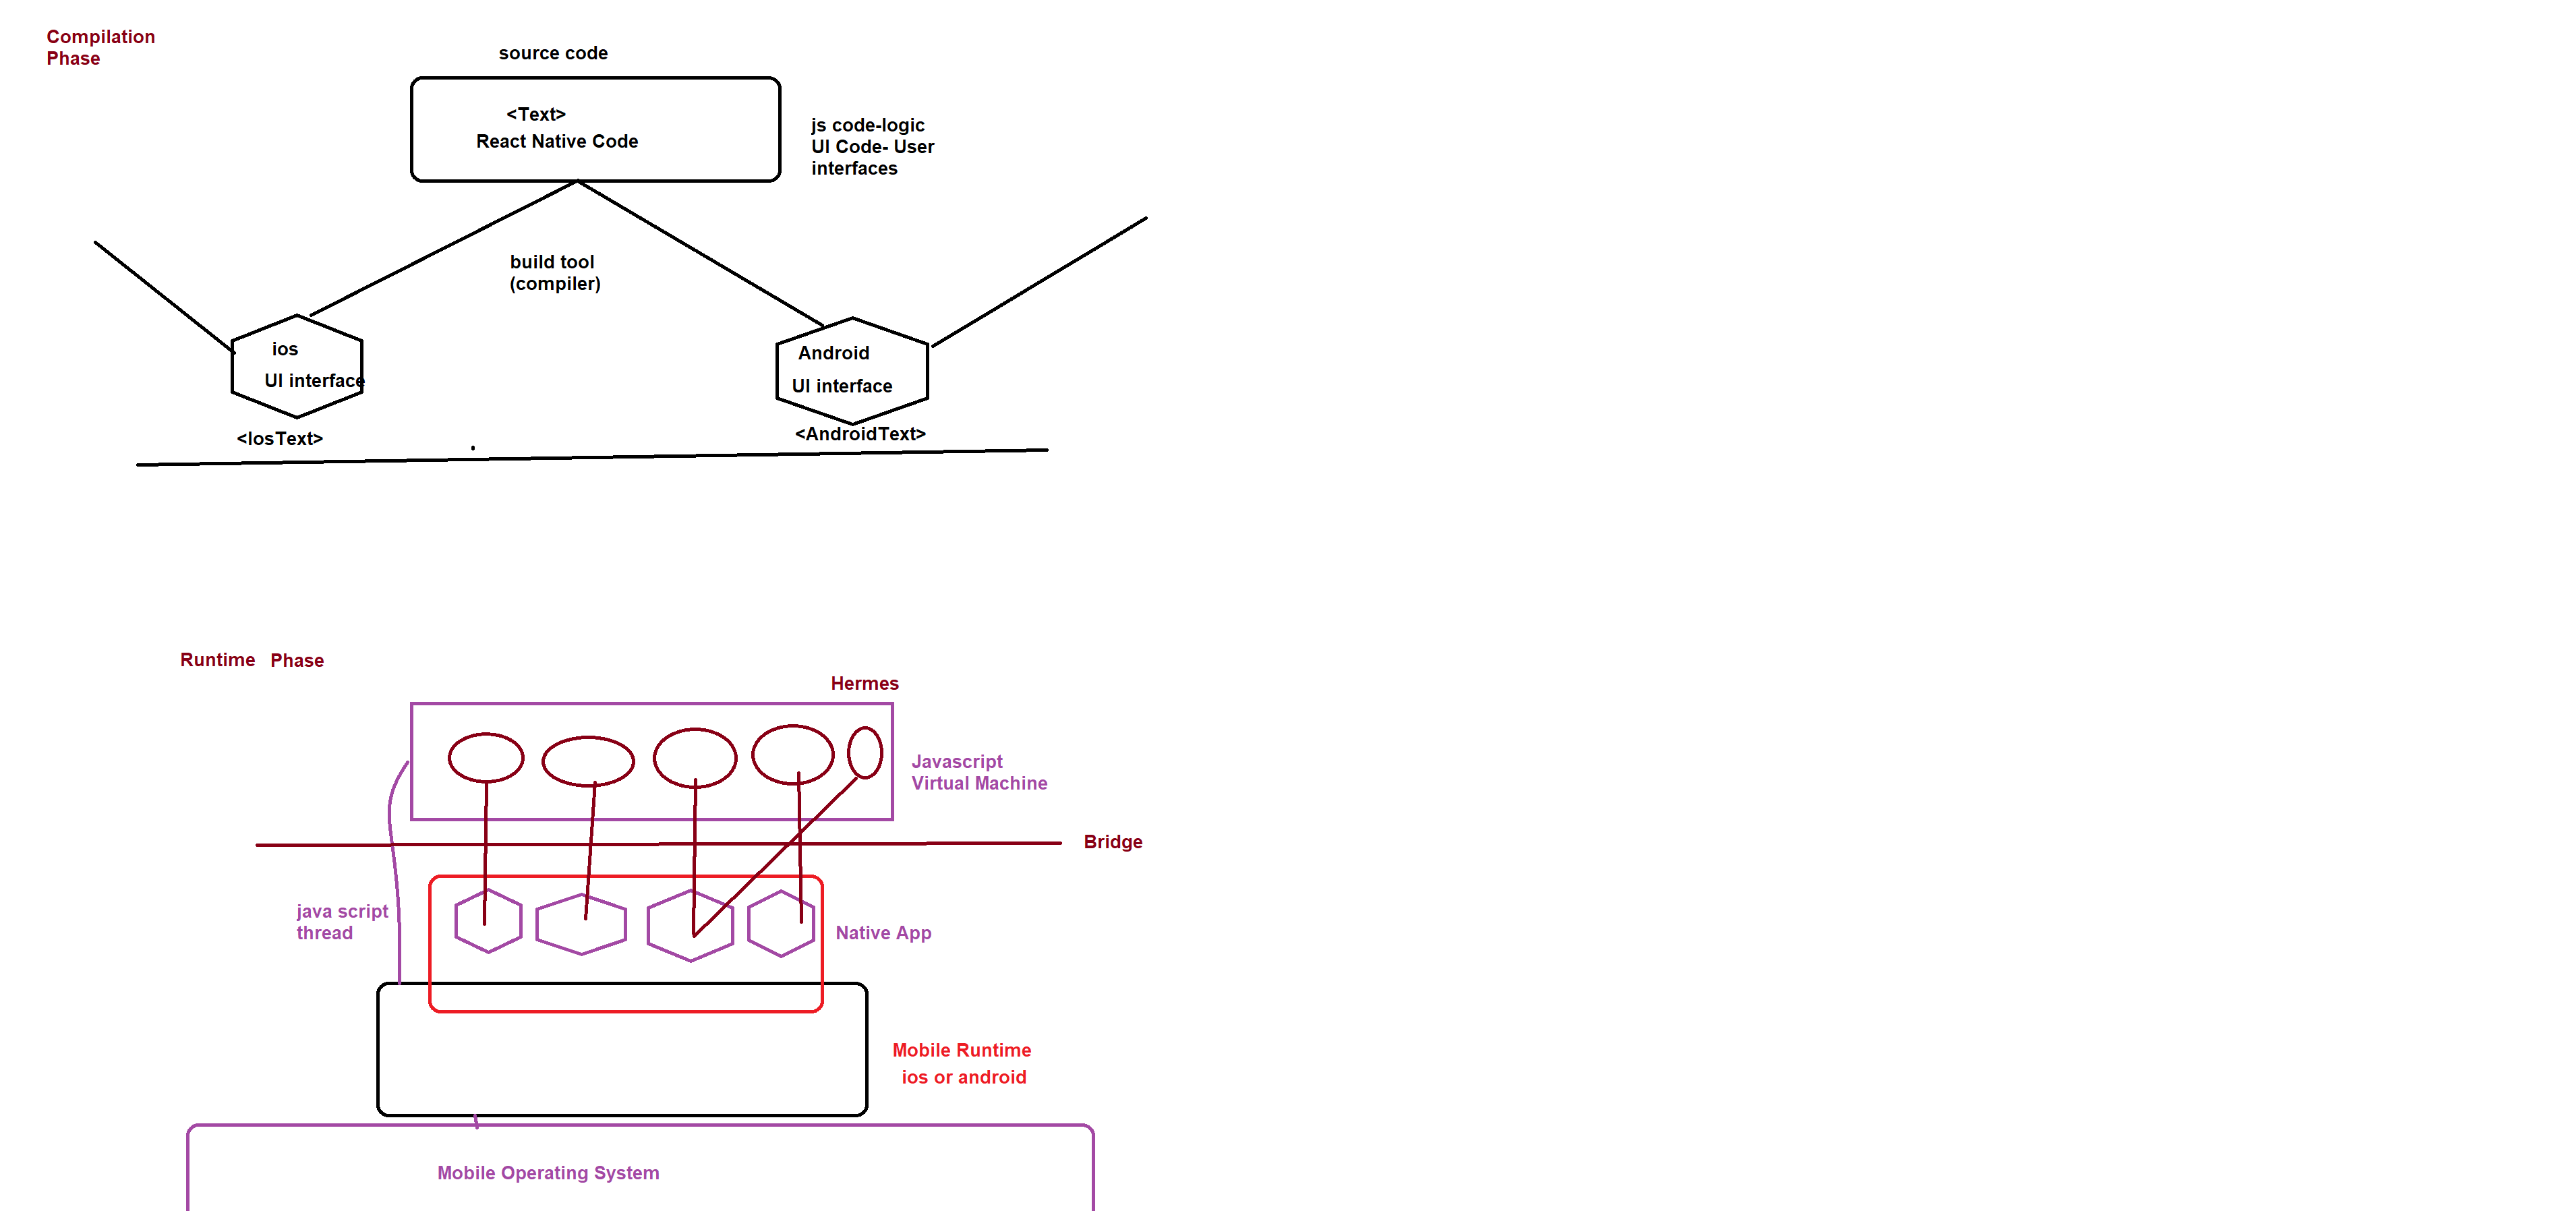 Compilation
Phase
source code
<Text>
React Native Code
js code-logic
UI Code- User
interfaces
build tool
(compiler)
ios
UI interface
<IosText>
Android
UI interface
<AndroidText>
Runtime Phase
Hermes
Javascript
Virtual Machine
Bridge
java script
thread
Native App
Mobile Runtime
ios or android
Mobile Operating System